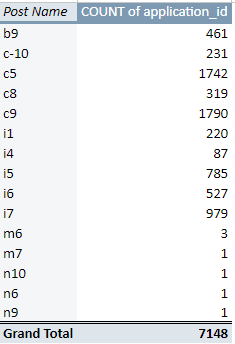 Post Name COUNT of application_id
b9 461
c-10 231
c5 1742
c8 319
c9 1790
i1 220
i4 87
i5 785
i6 527
i7 979
m6 3
m7 1
n10 1
n6 1
n9 1
Grand Total 7148